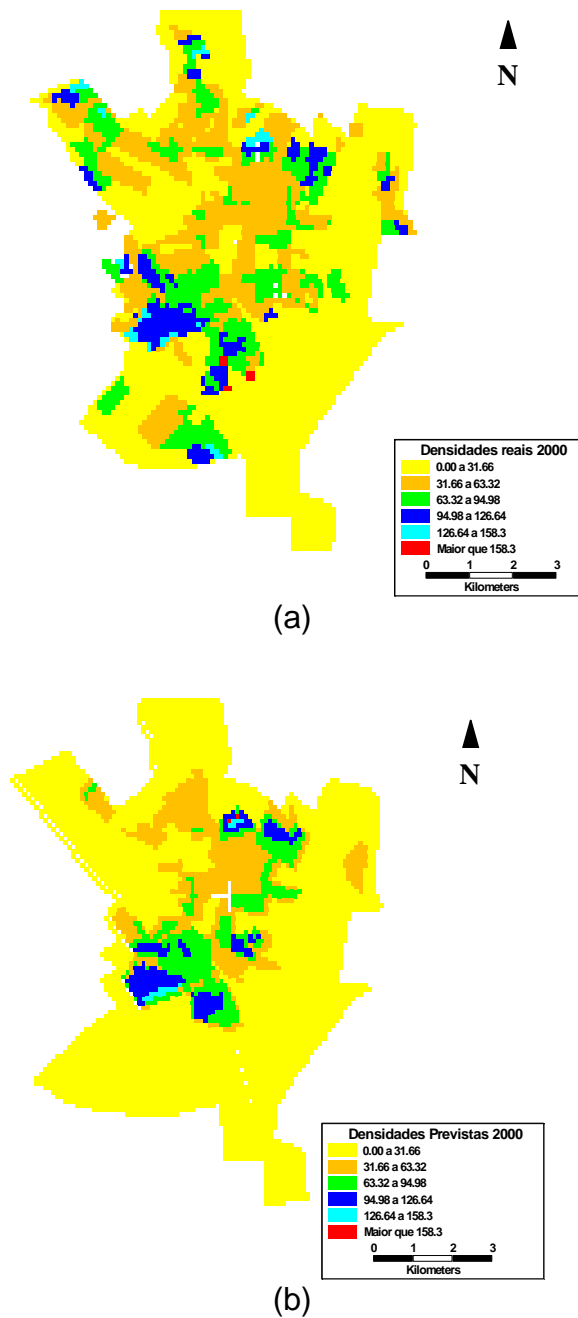 N
Densidades reais 2000
0.00 a 31.66
31.66 a 63.32
63.32 a 94.98
94.98 a 126.64
126.64 a 158.3
Maior que 158.3
0 1 2 3
Kilometers
(a)
N
Densidades Previstas 2000
0.00 a 31.66
31.66 a 63.32
63.32 a 94.98
94.98 a 126.64
126.64 a 158.3
Maior que 158.3
0 1 2 3
Kilometers
(b)